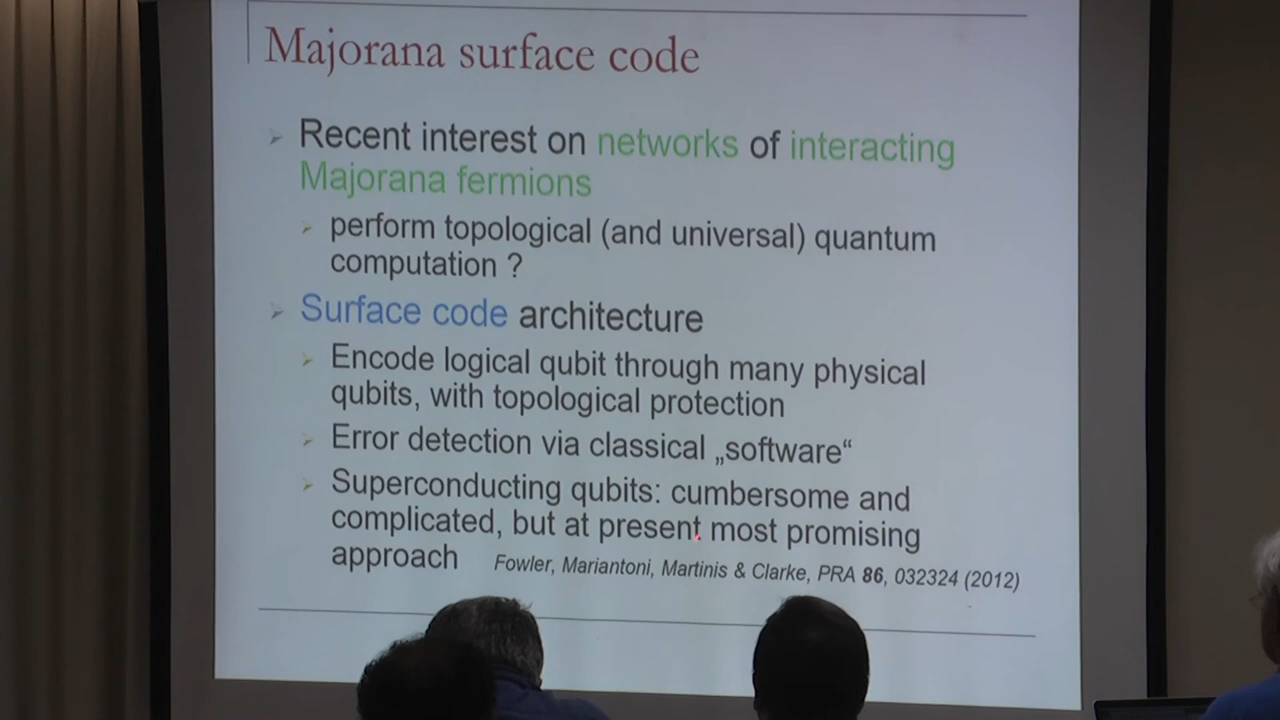 Majorana surface code
➢ Recent interest on networks of interacting
Majorana fermions
➢ perform topological (and universal) quantum
computation ?
➢ Surface code architecture
➢ Encode logical qubit through many physical
qubits, with topological protection
➢ Error detection via classical „software“
➢ Superconducting qubits: cumbersome and
complicated, but at present most promising
approach Fowler, Mariantoni, Martinis & Clarke, PRA 86, 032324 (2012)